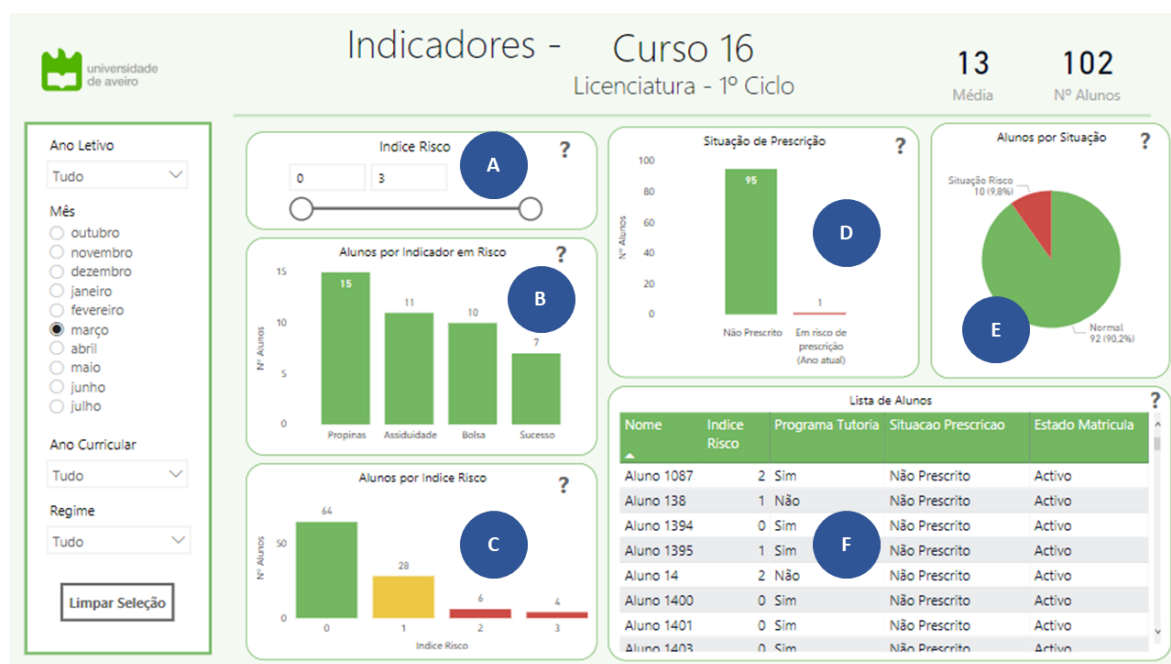 universidade
de aveiro
Indicadores - Curso 16
Licenciatura - 1º Ciclo
13
Média
102
Nº Alunos
Ano Letivo
Tudo
Mês
outubro
novembro
dezembro
janeiro
fevereiro
março
abril
maio
junho
julho
Ano Curricular
Tudo
Regime
Tudo
Limpar Seleção
Indice Risco
?
0
3
A
Alunos por Indicador em Risco
?
B
Nº Alunos
15
10
5
0
15
11
10
7
Propinas
Assiduidade
Bolsa
Sucesso
Alunos por Indice Risco
?
C
Nº Alunos
50
0
64
28
6
4
0
1
2
3
Indice Risco
Situação de Prescrição
?
D
Nº Alunos
100
80
60
40
20
0
95
1
Não Prescrito
Em risco de
prescrição
(Ano atual)
Alunos por Situação
?
Situação Risco
10 (9,8%)
E
Normal
92 (90,2%)
Lista de Alunos
?
Nome Indice Programa Tutoria Situacao Prescricao Estado Matricula
Risco
Aluno 1087 2 Sim Não Prescrito Activo
Aluno 138 1 Não Não Prescrito Activo
Aluno 1394 0 Sim Não Prescrito Activo
Aluno 1395 1 Sim Não Prescrito Activo
F
Aluno 14 2 Não Não Prescrito Activo
Aluno 1400 0 Sim Não Prescrito Activo
Aluno 1401 0 Sim Não Prescrito Activo
Aluno 1403 0 Sim Não Prescrito Activo